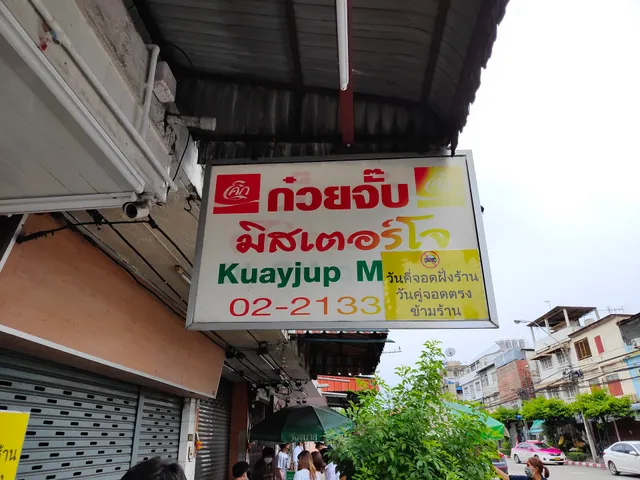 ก๋วยจั๊บ
มิสเตอร์โจ
Kuayjup M
02-2133
วันคี่จอดฝั่งร้าน
วันคู่จอดตรง
ข้ามร้าน